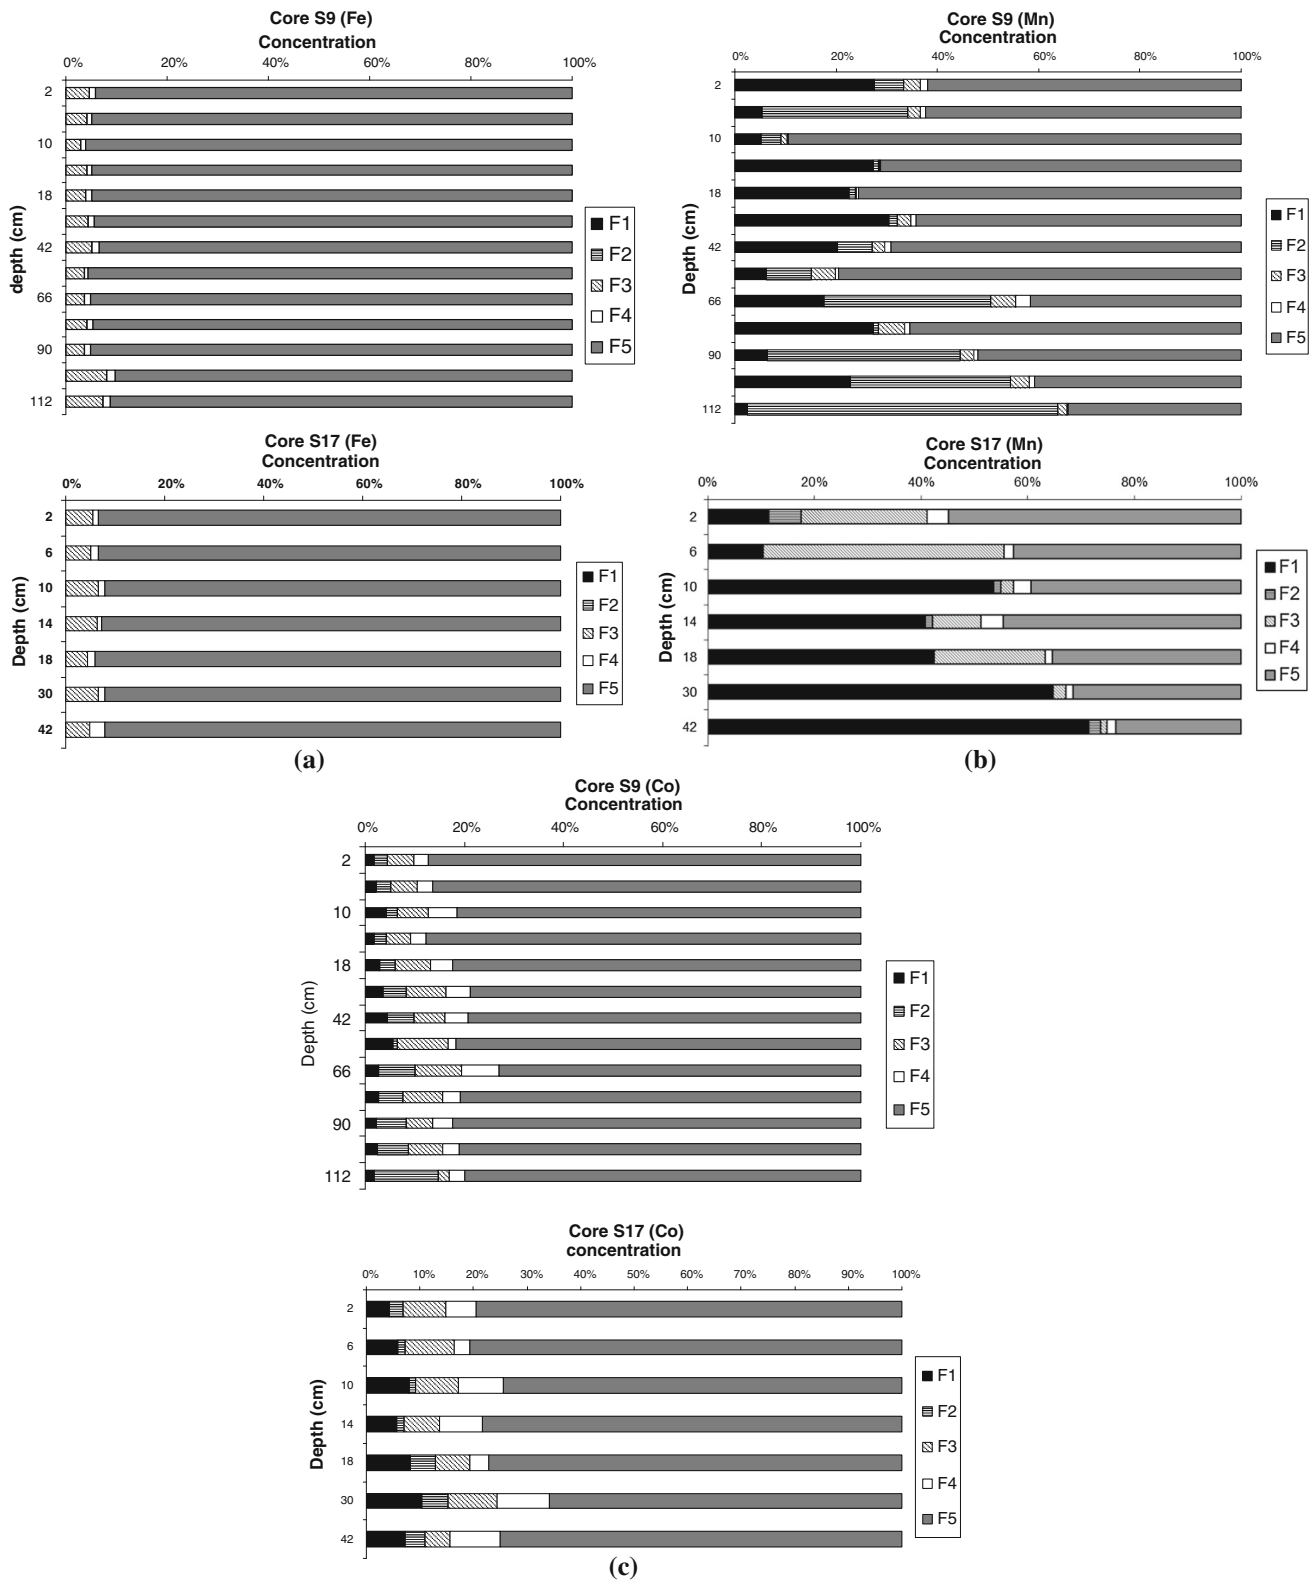 Core S9 (Fe)
Concentration
0% 20% 40% 60% 80% 100%
depth (cm)
2
10
18
42
66
90
112
F1
F2
F3
F4
F5
Core S17 (Fe)
Concentration
0% 20% 40% 60% 80% 100%
Depth (cm)
2
6
10
14
18
30
42
F1
F2
F3
F4
F5
(a)
Core S9 (Mn)
Concentration
0% 20% 40% 60% 80% 100%
Depth (cm)
2
10
18
42
66
90
112
F1
F2
F3
F4
F5
Core S17 (Mn)
Concentration
0% 20% 40% 60% 80% 100%
Depth (cm)
2
6
10
14
18
30
42
F1
F2
F3
F4
F5
(b)
Core S9 (Co)
Concentration
0% 20% 40% 60% 80% 100%
Depth (cm)
2
10
18
42
66
90
112
F1
F2
F3
F4
F5
Core S17 (Co)
concentration
0% 10% 20% 30% 40% 50% 60% 70% 80% 90% 100%
Depth (cm)
2
6
10
14
18
30
42
F1
F2
F3
F4
F5
(c)